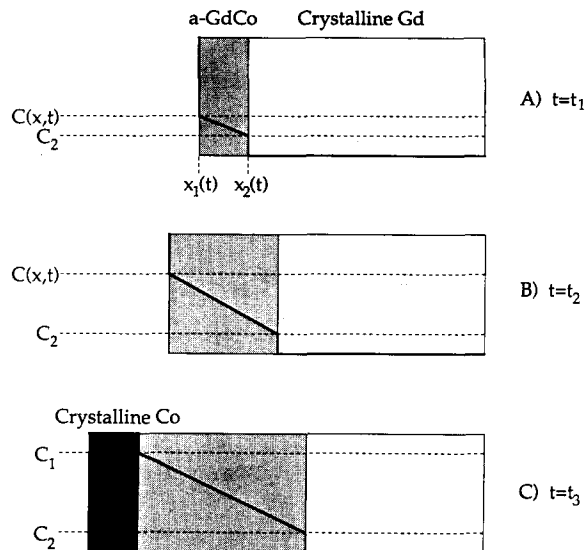 a-GdCo Crystalline Gd
C(x,t)
C₂
A) t=t₁
x₁(t) x₂(t)
C(x,t)
C₂
B) t=t₂
Crystalline Co
C₁
C₂
C) t=t₃